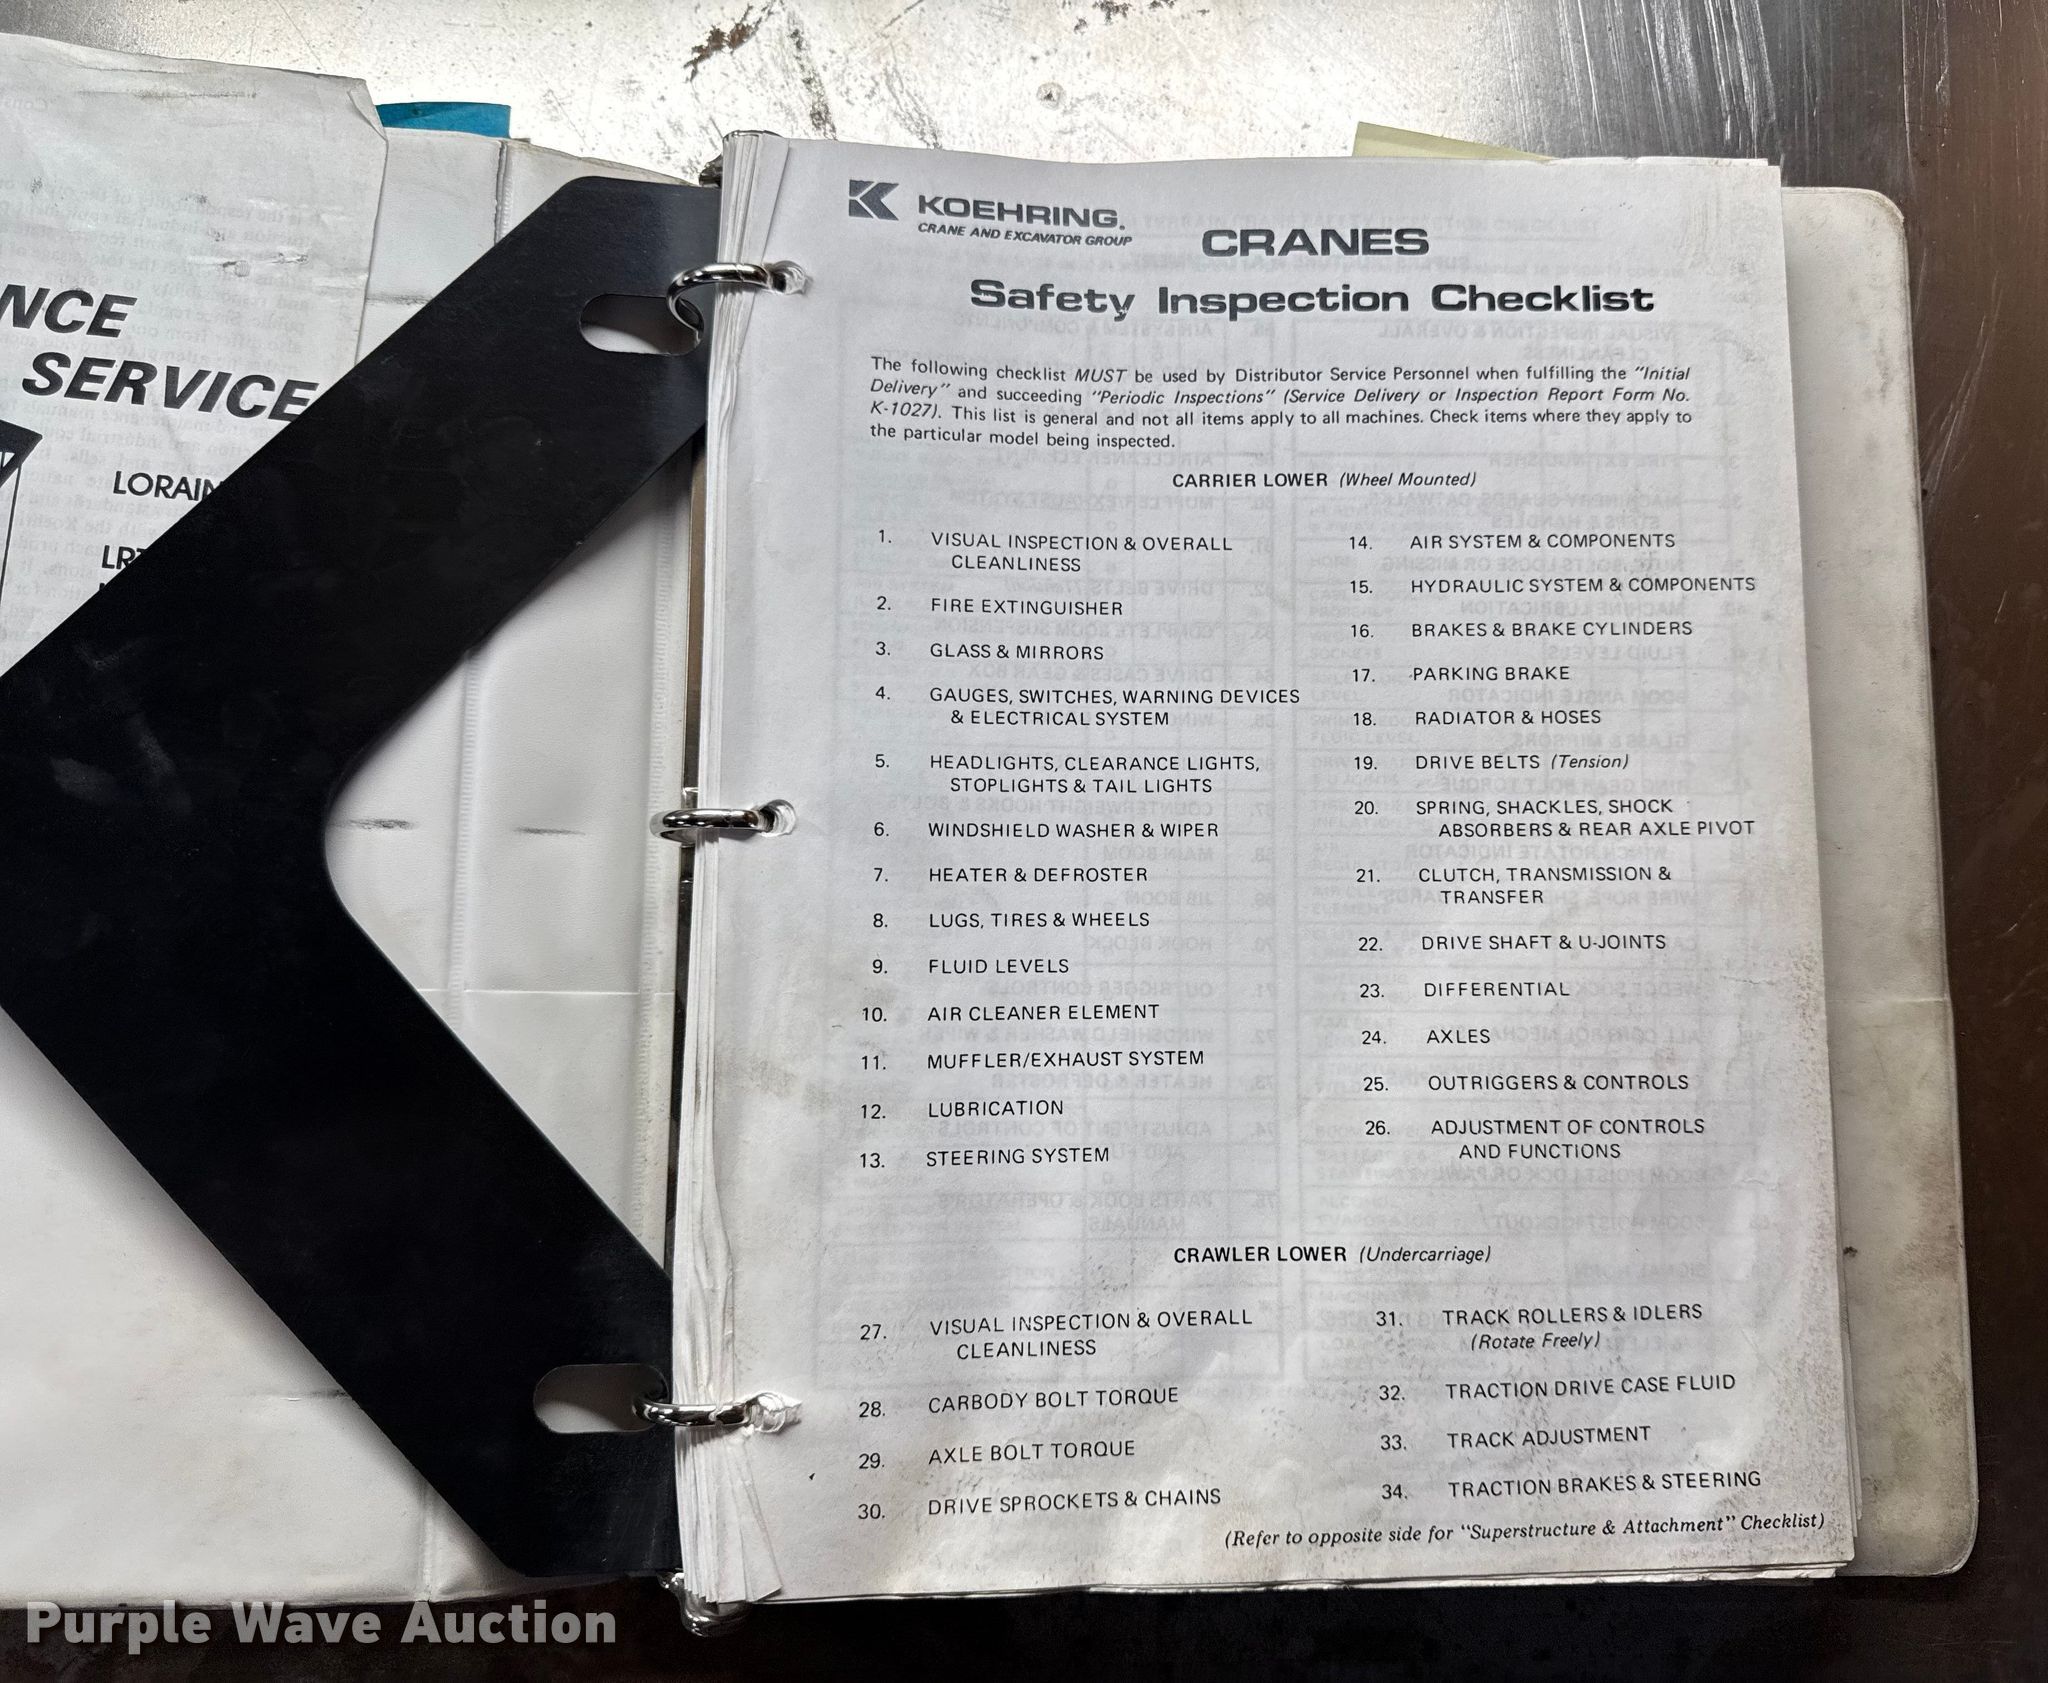 NCE
SERVICE
LORAIN
KOEHRING.
CRANE AND EXCAVATOR GROUP
CRANES
Safety Inspection Checklist
The following checklist MUST be used by Distributor Service Personnel when fulfilling the "Initial
Delivery" and succeeding "Periodic Inspections" (Service Delivery or Inspection Report Form No.
K-1027). This list is general and not all items apply to all machines. Check items where they apply to
the particular model being inspected.
CARRIER LOWER (Wheel Mounted)
1. VISUAL INSPECTION & OVERALL
CLEANLINESS
2. FIRE EXTINGUISHER
3. GLASS & MIRRORS
4. GAUGES, SWITCHES, WARNING DEVICES
& ELECTRICAL SYSTEM
5. HEADLIGHTS, CLEARANCE LIGHTS,
STOPLIGHTS & TAIL LIGHTS
6. WINDSHIELD WASHER & WIPER
7. HEATER & DEFROSTER
8. LUGS, TIRES & WHEELS
9. FLUID LEVELS
10. AIR CLEANER ELEMENT
11. MUFFLER/EXHAUST SYSTEM
12. LUBRICATION
13. STEERING SYSTEM
14. AIR SYSTEM & COMPONENTS
15. HYDRAULIC SYSTEM & COMPONENTS
16. BRAKES & BRAKE CYLINDERS
17. PARKING BRAKE
18. RADIATOR & HOSES
19. DRIVE BELTS (Tension)
20. SPRING, SHACKLES, SHOCK
ABSORBERS & REAR AXLE PIVOT
21. CLUTCH, TRANSMISSION &
TRANSFER
22. DRIVE SHAFT & U-JOINTS
23. DIFFERENTIAL
24. AXLES
25. OUTRIGGERS & CONTROLS
26. ADJUSTMENT OF CONTROLS
AND FUNCTIONS
CRAWLER LOWER (Undercarriage)
27. VISUAL INSPECTION & OVERALL
CLEANLINESS
28. CARBODY BOLT TORQUE
29. AXLE BOLT TORQUE
30. DRIVE SPROCKETS & CHAINS
31. TRACK ROLLERS & IDLERS
(Rotate Freely)
32. TRACTION DRIVE CASE FLUID
33. TRACK ADJUSTMENT
34. TRACTION BRAKES & STEERING
(Refer to opposite side for "Superstructure & Attachment" Checklist)
Purple Wave Auction